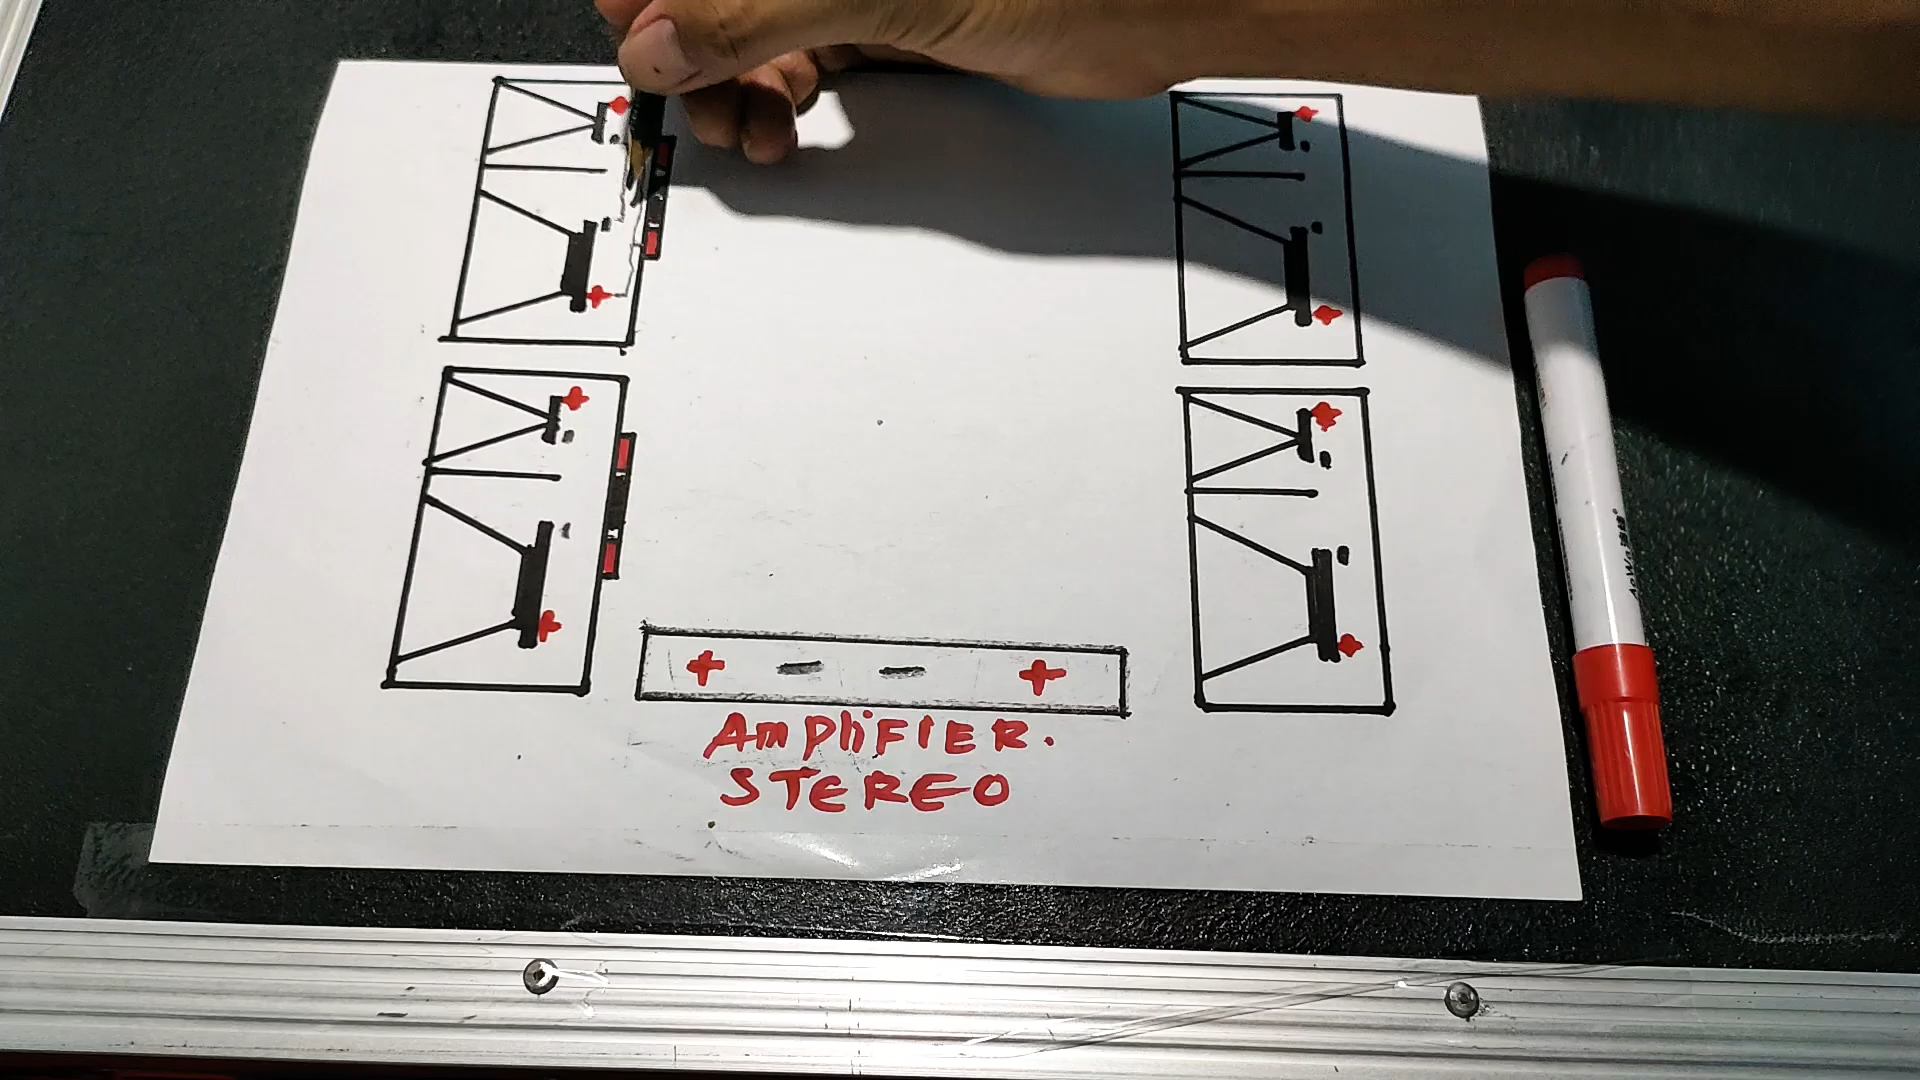 + - - +
AmPliFIER.
STEREO